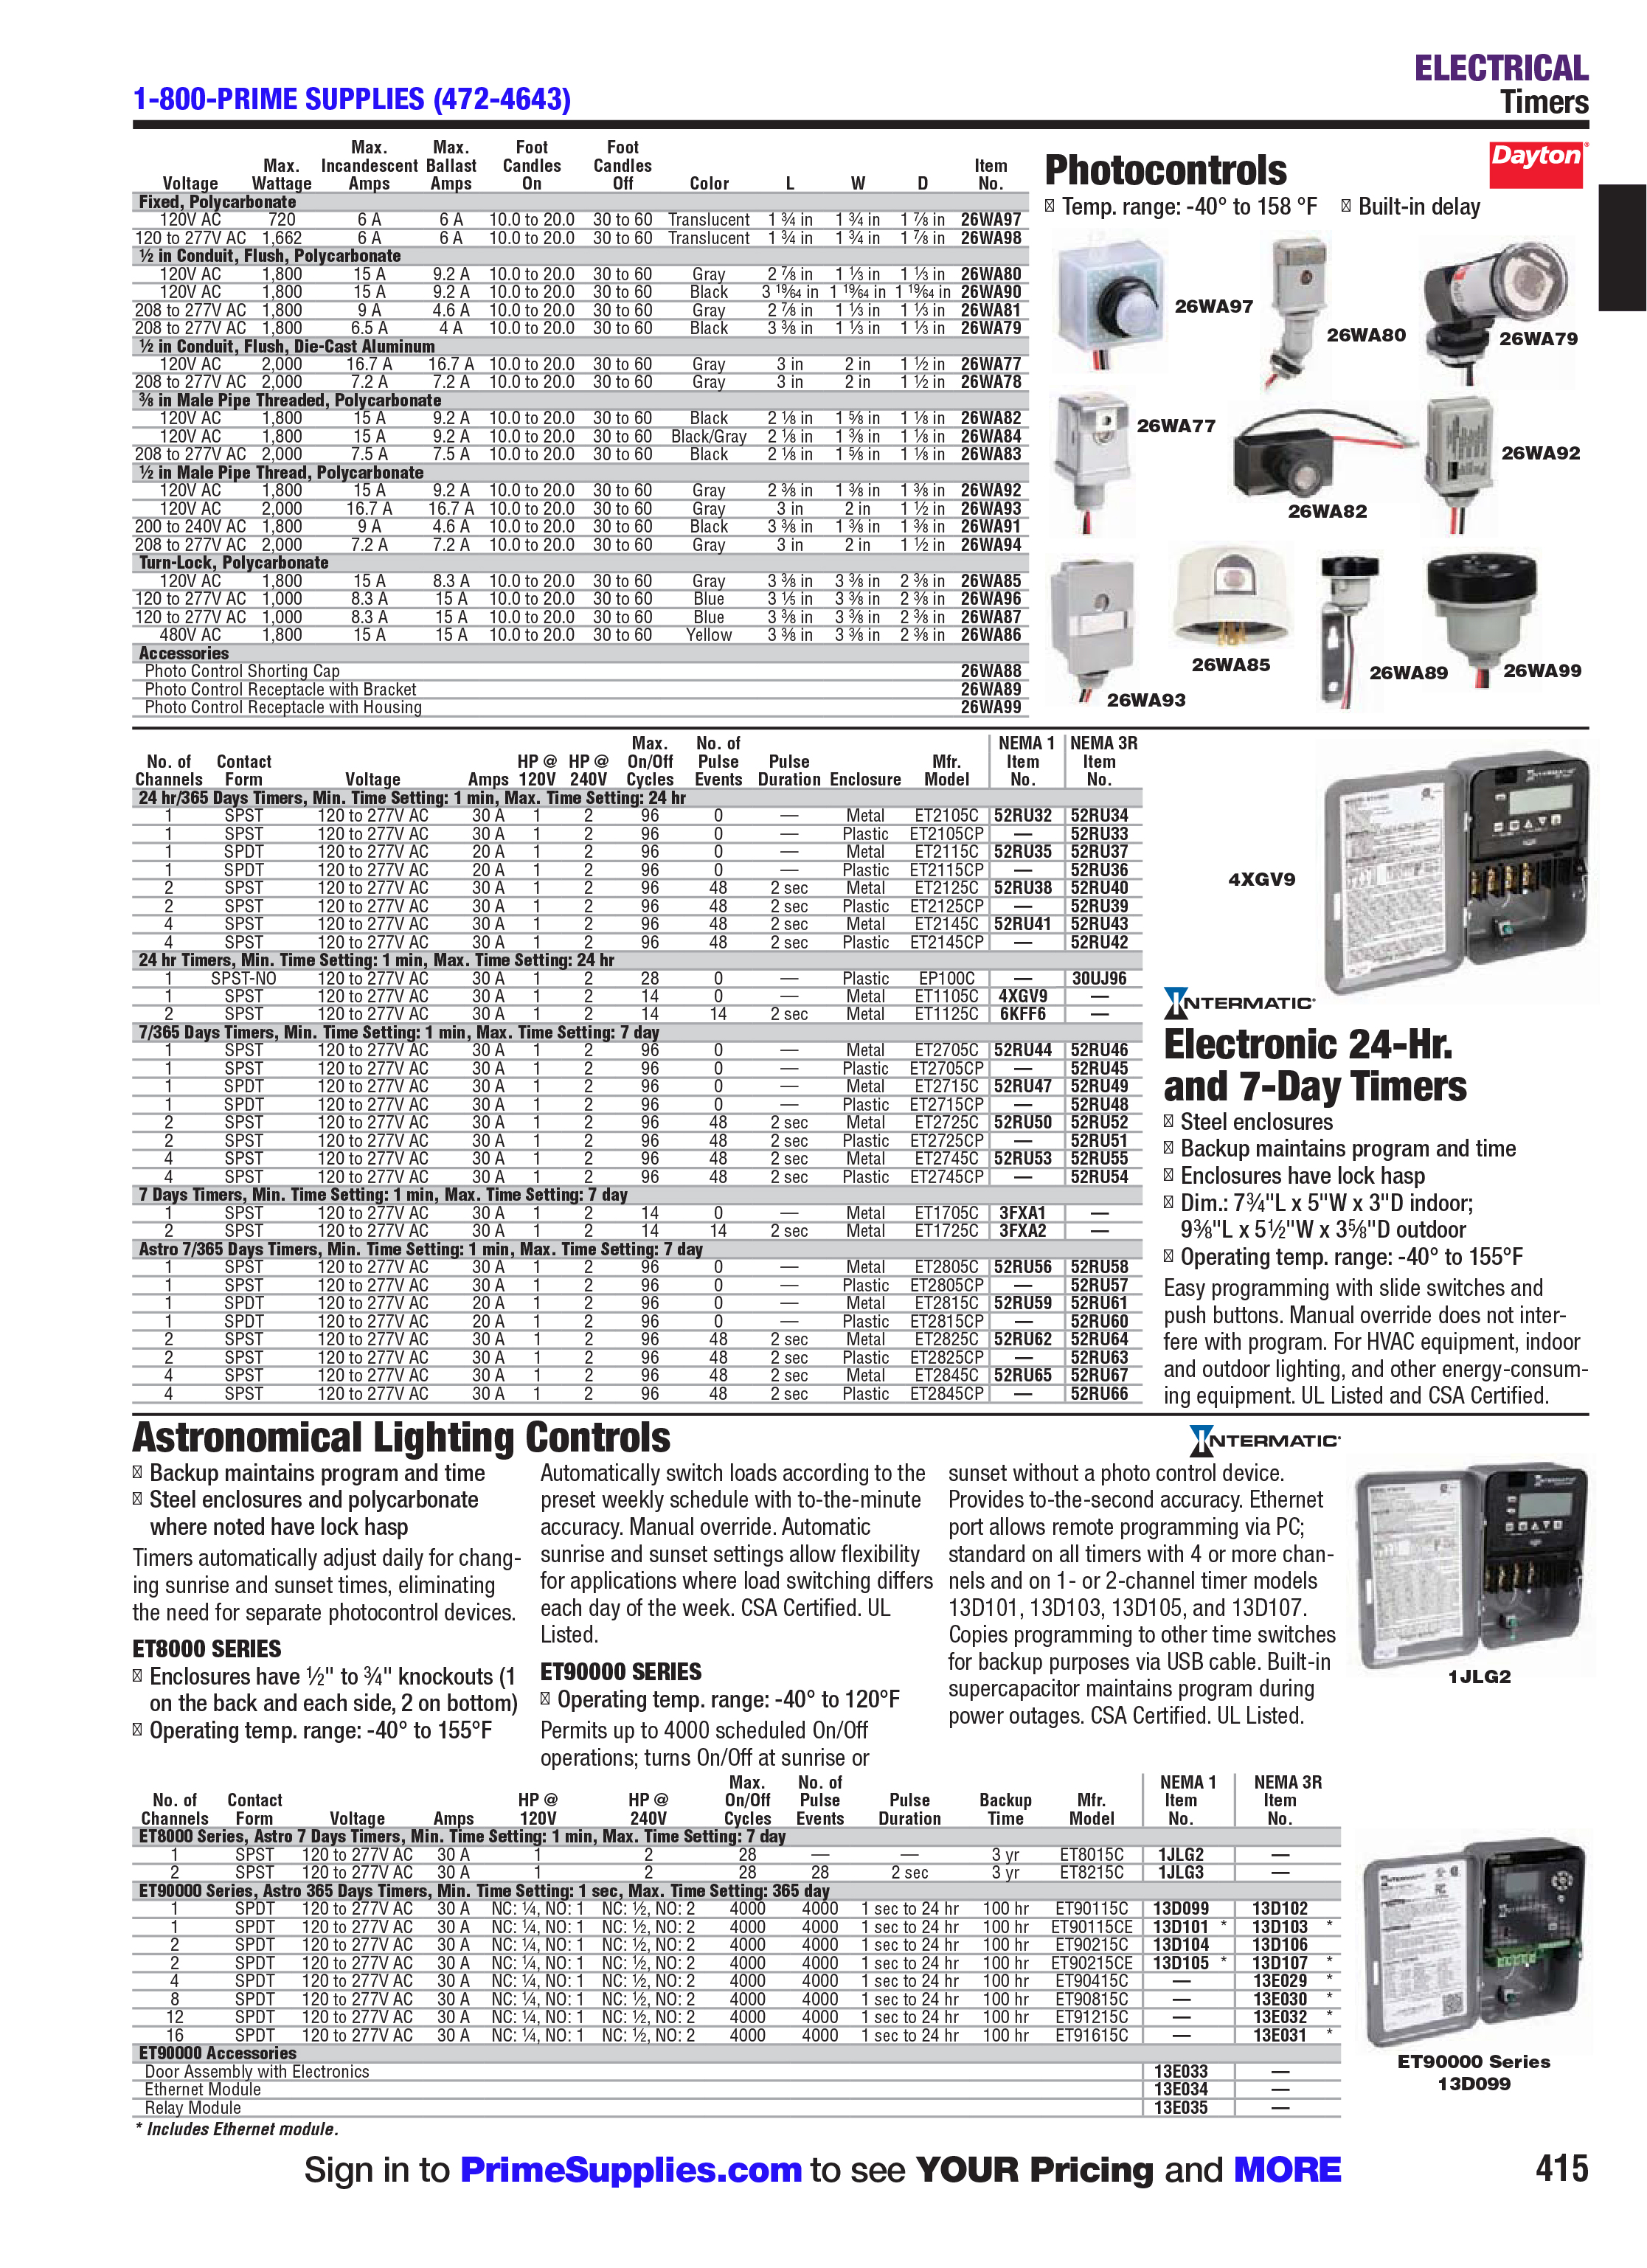 ELECTRICAL
1-800-PRIME SUPPLIES (472-4643)
Timers
Voltage Max. Wattage Max. Incandescent Amps Max. Ballast Amps Foot Candles On Foot Candles Off Color L W D Item No.
Fixed, Polycarbonate
120V AC 720 6 A 6 A 10.0 to 20.0 30 to 60 Translucent 1 ¾ in 1 ¾ in 1 ⅞ in 26WA97
120 to 277V AC 1,662 6 A 6 A 10.0 to 20.0 30 to 60 Translucent 1 ¾ in 1 ¾ in 1 ⅞ in 26WA98
½ in Conduit, Flush, Polycarbonate
120V AC 1,800 15 A 9.2 A 10.0 to 20.0 30 to 60 Gray 2 ⅞ in 1 ⅓ in 1 ⅓ in 26WA80
120V AC 1,800 15 A 9.2 A 10.0 to 20.0 30 to 60 Black 3 19⁄64 in 1 19⁄64 in 1 19⁄64 in 26WA90
208 to 277V AC 1,800 9 A 4.6 A 10.0 to 20.0 30 to 60 Gray 2 ⅞ in 1 ⅓ in 1 ⅓ in 26WA81
208 to 277V AC 1,800 6.5 A 4 A 10.0 to 20.0 30 to 60 Black 3 ⅜ in 1 ⅓ in 1 ⅓ in 26WA79
½ in Conduit, Flush, Die-Cast Aluminum
120V AC 2,000 16.7 A 16.7 A 10.0 to 20.0 30 to 60 Gray 3 in 2 in 1 ½ in 26WA77
208 to 277V AC 2,000 7.2 A 7.2 A 10.0 to 20.0 30 to 60 Gray 3 in 2 in 1 ½ in 26WA78
⅜ in Male Pipe Threaded, Polycarbonate
120V AC 1,800 15 A 9.2 A 10.0 to 20.0 30 to 60 Black 2 ⅛ in 1 ⅝ in 1 ⅛ in 26WA82
120V AC 1,800 15 A 9.2 A 10.0 to 20.0 30 to 60 Black/Gray 2 ⅛ in 1 ⅜ in 1 ⅛ in 26WA84
208 to 277V AC 2,000 7.5 A 7.5 A 10.0 to 20.0 30 to 60 Black 2 ⅛ in 1 ⅝ in 1 ⅛ in 26WA83
½ in Male Pipe Thread, Polycarbonate
120V AC 1,800 15 A 9.2 A 10.0 to 20.0 30 to 60 Gray 2 ⅜ in 1 ⅜ in 1 ⅜ in 26WA92
120V AC 2,000 16.7 A 16.7 A 10.0 to 20.0 30 to 60 Gray 3 in 2 in 1 ½ in 26WA93
200 to 240V AC 1,800 9 A 4.6 A 10.0 to 20.0 30 to 60 Black 3 ⅜ in 1 ⅜ in 1 ⅜ in 26WA91
208 to 277V AC 2,000 7.2 A 7.2 A 10.0 to 20.0 30 to 60 Gray 3 in 2 in 1 ½ in 26WA94
Turn-Lock, Polycarbonate
120V AC 1,800 15 A 8.3 A 10.0 to 20.0 30 to 60 Gray 3 ⅜ in 3 ⅜ in 2 ⅜ in 26WA85
120 to 277V AC 1,000 8.3 A 15 A 10.0 to 20.0 30 to 60 Blue 3 ⅕ in 3 ⅜ in 2 ⅜ in 26WA96
120 to 277V AC 1,000 8.3 A 15 A 10.0 to 20.0 30 to 60 Blue 3 ⅜ in 3 ⅜ in 2 ⅜ in 26WA87
480V AC 1,800 15 A 15 A 10.0 to 20.0 30 to 60 Yellow 3 ⅜ in 3 ⅜ in 2 ⅜ in 26WA86
Accessories
Photo Control Shorting Cap 26WA88
Photo Control Receptacle with Bracket 26WA89
Photo Control Receptacle with Housing 26WA99
Photocontrols
Dayton®
Temp. range: -40° to 158 °F Built-in delay
26WA97
26WA80
26WA79
26WA77
26WA92
26WA82
26WA85
26WA89
26WA99
26WA93
No. of Channels Contact Form Voltage Amps HP @ 120V HP @ 240V Max. On/Off Cycles No. of Pulse Events Pulse Duration Enclosure Mfr. Model NEMA 1 Item No. NEMA 3R Item No.
24 hr/365 Days Timers, Min. Time Setting: 1 min, Max. Time Setting: 24 hr
1 SPST 120 to 277V AC 30 A 1 2 96 0 — Metal ET2105C 52RU32 52RU34
1 SPST 120 to 277V AC 30 A 1 2 96 0 — Plastic ET2105CP — 52RU33
1 SPDT 120 to 277V AC 20 A 1 2 96 0 — Metal ET2115C 52RU35 52RU37
1 SPDT 120 to 277V AC 20 A 1 2 96 0 — Plastic ET2115CP — 52RU36
2 SPST 120 to 277V AC 30 A 1 2 96 48 2 sec Metal ET2125C 52RU38 52RU40
2 SPST 120 to 277V AC 30 A 1 2 96 48 2 sec Plastic ET2125CP — 52RU39
4 SPST 120 to 277V AC 30 A 1 2 96 48 2 sec Metal ET2145C 52RU41 52RU43
4 SPST 120 to 277V AC 30 A 1 2 96 48 2 sec Plastic ET2145CP — 52RU42
24 hr Timers, Min. Time Setting: 1 min, Max. Time Setting: 24 hr
1 SPST-NO 120 to 277V AC 30 A 1 2 28 0 — Plastic EP100C — 30UJ96
1 SPST 120 to 277V AC 30 A 1 2 14 0 — Metal ET1105C 4XGV9 —
2 SPST 120 to 277V AC 30 A 1 2 14 14 2 sec Metal ET1125C 6KFF6 —
7/365 Days Timers, Min. Time Setting: 1 min, Max. Time Setting: 7 day
1 SPST 120 to 277V AC 30 A 1 2 96 0 — Metal ET2705C 52RU44 52RU46
1 SPST 120 to 277V AC 30 A 1 2 96 0 — Plastic ET2705CP — 52RU45
1 SPDT 120 to 277V AC 30 A 1 2 96 0 — Metal ET2715C 52RU47 52RU49
1 SPDT 120 to 277V AC 30 A 1 2 96 0 — Plastic ET2715CP — 52RU48
2 SPST 120 to 277V AC 30 A 1 2 96 48 2 sec Metal ET2725C 52RU50 52RU52
2 SPST 120 to 277V AC 30 A 1 2 96 48 2 sec Plastic ET2725CP — 52RU51
4 SPST 120 to 277V AC 30 A 1 2 96 48 2 sec Metal ET2745C 52RU53 52RU55
4 SPST 120 to 277V AC 30 A 1 2 96 48 2 sec Plastic ET2745CP — 52RU54
7 Days Timers, Min. Time Setting: 1 min, Max. Time Setting: 7 day
1 SPST 120 to 277V AC 30 A 1 2 14 0 — Metal ET1705C 3FXA1 —
2 SPST 120 to 277V AC 30 A 1 2 14 14 2 sec Metal ET1725C 3FXA2 —
Astro 7/365 Days Timers, Min. Time Setting: 1 min, Max. Time Setting: 7 day
1 SPST 120 to 277V AC 30 A 1 2 96 0 — Metal ET2805C 52RU56 52RU58
1 SPST 120 to 277V AC 30 A 1 2 96 0 — Plastic ET2805CP — 52RU57
1 SPDT 120 to 277V AC 20 A 1 2 96 0 — Metal ET2815C 52RU59 52RU61
1 SPDT 120 to 277V AC 20 A 1 2 96 0 — Plastic ET2815CP — 52RU60
2 SPST 120 to 277V AC 30 A 1 2 96 48 2 sec Metal ET2825C 52RU62 52RU64
2 SPST 120 to 277V AC 30 A 1 2 96 48 2 sec Plastic ET2825CP — 52RU63
4 SPST 120 to 277V AC 30 A 1 2 96 48 2 sec Metal ET2845C 52RU65 52RU67
4 SPST 120 to 277V AC 30 A 1 2 96 48 2 sec Plastic ET2845CP — 52RU66
4XGV9
INTERMATIC®
Electronic 24-Hr.
and 7-Day Timers
Steel enclosures
Backup maintains program and time
Enclosures have lock hasp
Dim.: 7¾"L x 5"W x 3"D indoor;
9⅜"L x 5½"W x 3⅝"D outdoor
Operating temp. range: -40° to 155°F
Easy programming with slide switches and
push buttons. Manual override does not inter-
fere with program. For HVAC equipment, indoor
and outdoor lighting, and other energy-consum-
ing equipment. UL Listed and CSA Certified.
Astronomical Lighting Controls
INTERMATIC®
Backup maintains program and time
Steel enclosures and polycarbonate
where noted have lock hasp
Timers automatically adjust daily for chang-
ing sunrise and sunset times, eliminating
the need for separate photocontrol devices.
ET8000 SERIES
Enclosures have ½" to ¾" knockouts (1
on the back and each side, 2 on bottom)
Operating temp. range: -40° to 155°F
Automatically switch loads according to the
preset weekly schedule with to-the-minute
accuracy. Manual override. Automatic
sunrise and sunset settings allow flexibility
for applications where load switching differs
each day of the week. CSA Certified. UL
Listed.
ET90000 SERIES
Operating temp. range: -40° to 120°F
Permits up to 4000 scheduled On/Off
operations; turns On/Off at sunrise or
sunset without a photo control device.
Provides to-the-second accuracy. Ethernet
port allows remote programming via PC;
standard on all timers with 4 or more chan-
nels and on 1- or 2-channel timer models
13D101, 13D103, 13D105, and 13D107.
Copies programming to other time switches
for backup purposes via USB cable. Built-in
supercapacitor maintains program during
power outages. CSA Certified. UL Listed.
1JLG2
No. of Channels Contact Form Voltage Amps HP @ 120V HP @ 240V Max. On/Off Cycles No. of Pulse Events Pulse Duration Backup Time Mfr. Model NEMA 1 Item No. NEMA 3R Item No.
ET8000 Series, Astro 7 Days Timers, Min. Time Setting: 1 min, Max. Time Setting: 7 day
1 SPST 120 to 277V AC 30 A 1 2 28 — — 3 yr ET8015C 1JLG2 —
2 SPST 120 to 277V AC 30 A 1 2 28 28 2 sec 3 yr ET8215C 1JLG3 —
ET90000 Series, Astro 365 Days Timers, Min. Time Setting: 1 sec, Max. Time Setting: 365 day
1 SPDT 120 to 277V AC 30 A NC: ¼, NO: 1 NC: ½, NO: 2 4000 4000 1 sec to 24 hr 100 hr ET90115C 13D099 13D102
1 SPDT 120 to 277V AC 30 A NC: ¼, NO: 1 NC: ½, NO: 2 4000 4000 1 sec to 24 hr 100 hr ET90115CE 13D101 * 13D103 *
2 SPDT 120 to 277V AC 30 A NC: ¼, NO: 1 NC: ½, NO: 2 4000 4000 1 sec to 24 hr 100 hr ET90215C 13D104 13D106
2 SPDT 120 to 277V AC 30 A NC: ¼, NO: 1 NC: ½, NO: 2 4000 4000 1 sec to 24 hr 100 hr ET90215CE 13D105 * 13D107 *
4 SPDT 120 to 277V AC 30 A NC: ¼, NO: 1 NC: ½, NO: 2 4000 4000 1 sec to 24 hr 100 hr ET90415C — 13E029 *
8 SPDT 120 to 277V AC 30 A NC: ¼, NO: 1 NC: ½, NO: 2 4000 4000 1 sec to 24 hr 100 hr ET90815C — 13E030 *
12 SPDT 120 to 277V AC 30 A NC: ¼, NO: 1 NC: ½, NO: 2 4000 4000 1 sec to 24 hr 100 hr ET91215C — 13E032 *
16 SPDT 120 to 277V AC 30 A NC: ¼, NO: 1 NC: ½, NO: 2 4000 4000 1 sec to 24 hr 100 hr ET91615C — 13E031 *
ET90000 Accessories
Door Assembly with Electronics 13E033 —
Ethernet Module 13E034 —
Relay Module 13E035 —
* Includes Ethernet module.
ET90000 Series
13D099
Sign in to PrimeSupplies.com to see YOUR Pricing and MORE
415